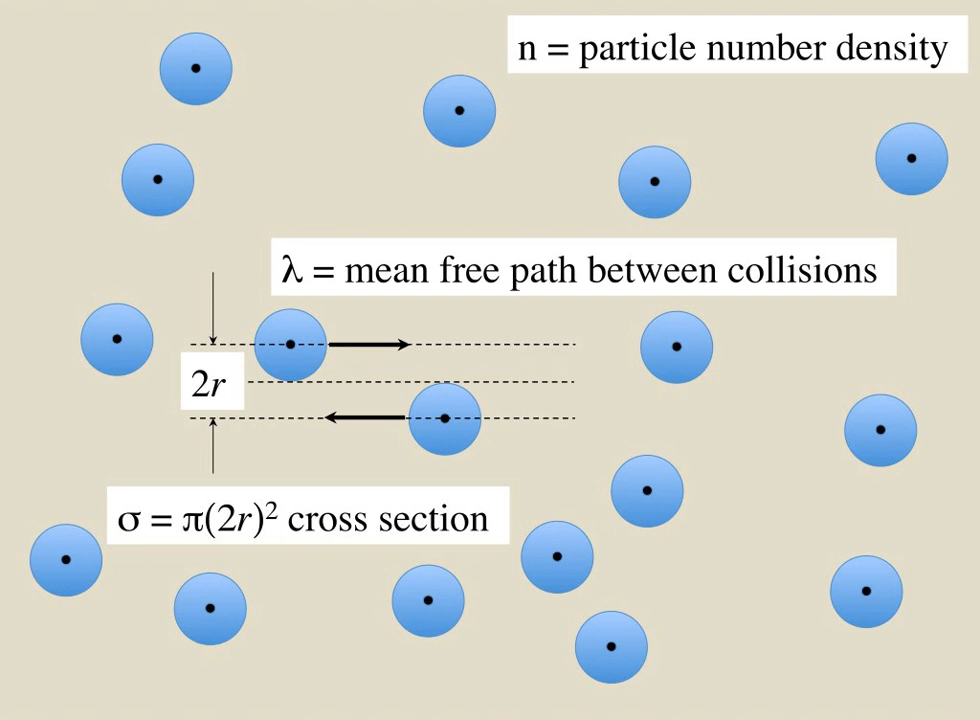 n = particle number density
λ = mean free path between collisions
2r
σ = π(2r)² cross section